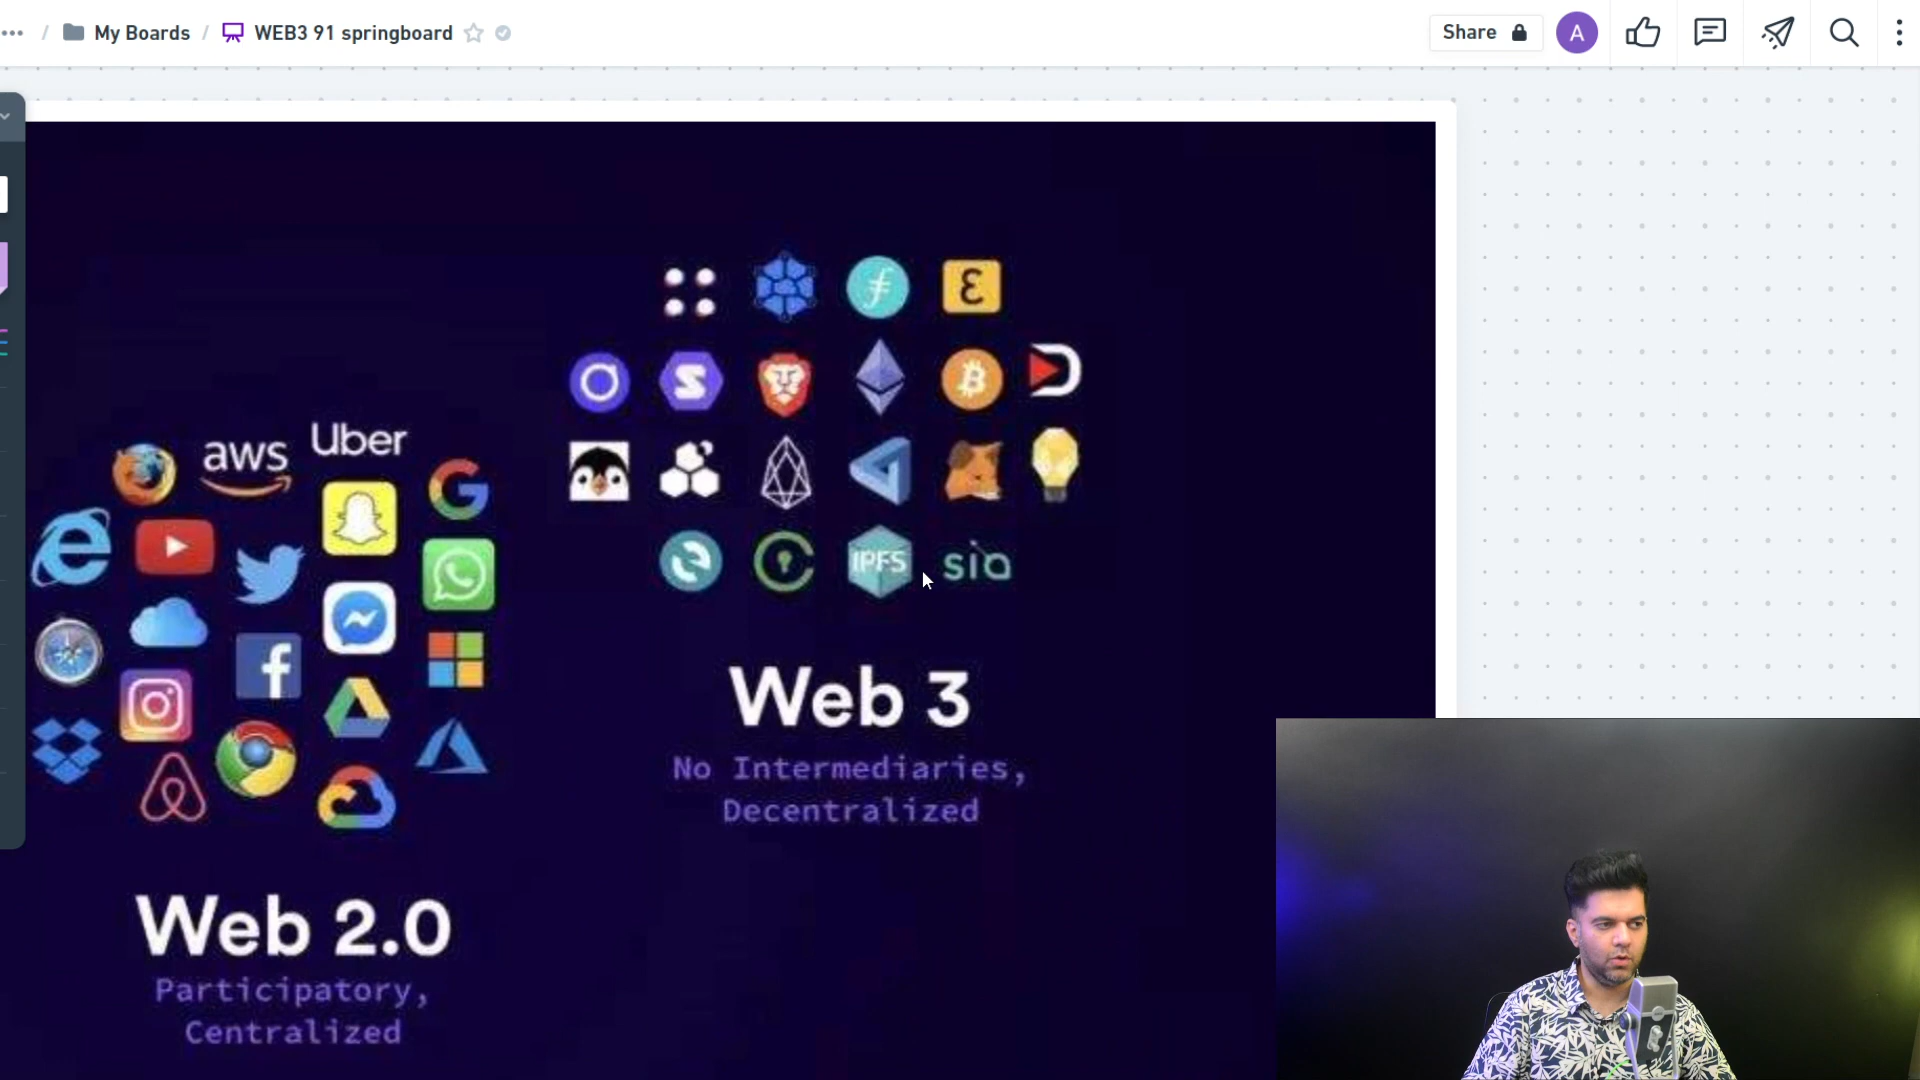 My Boards / WEB3 91 springboard
Share
A
aws
Uber
IPFS
sia
Web 3
No Intermediaries,
Decentralized
Web 2.0
Participatory,
Centralized